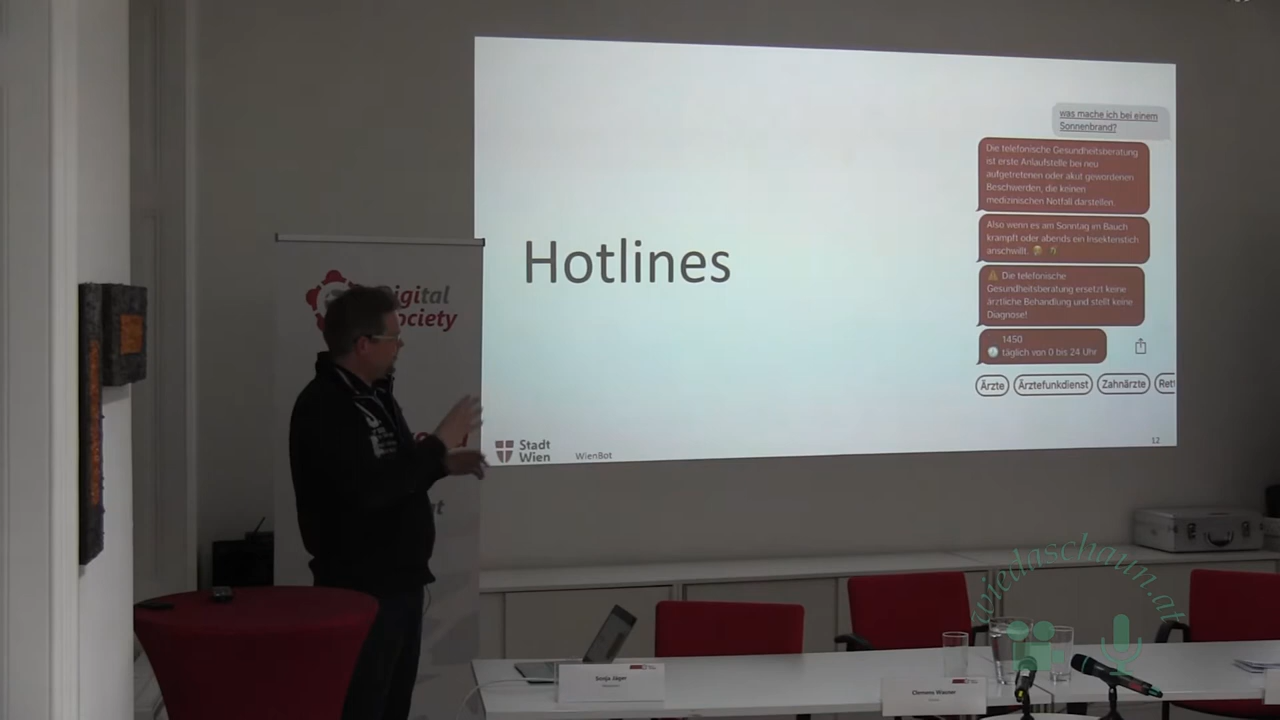 was mache ich bei einem
Sonnenbrand?
Die telefonische Gesundheitsberatung
ist erste Anlaufstelle bei neu
aufgetretenen oder akut gewordenen
Beschwerden, die keinen
medizinischen Notfall darstellen.
Also wenn es am Sonntag im Bauch
krampft oder abends ein Insektenstich
anschwillt.
⚠ Die telefonische
Gesundheitsberatung ersetzt keine
ärztliche Behandlung und stellt keine
Diagnose!
1450
täglich von 0 bis 24 Uhr
Ärzte
Ärztefunkdienst
Zahnärzte
Ret
Hotlines
Stadt
Wien
WienBot
12
Digital
Society
Sonja Jäger
Clemens Wasner
wiedaschaun.at